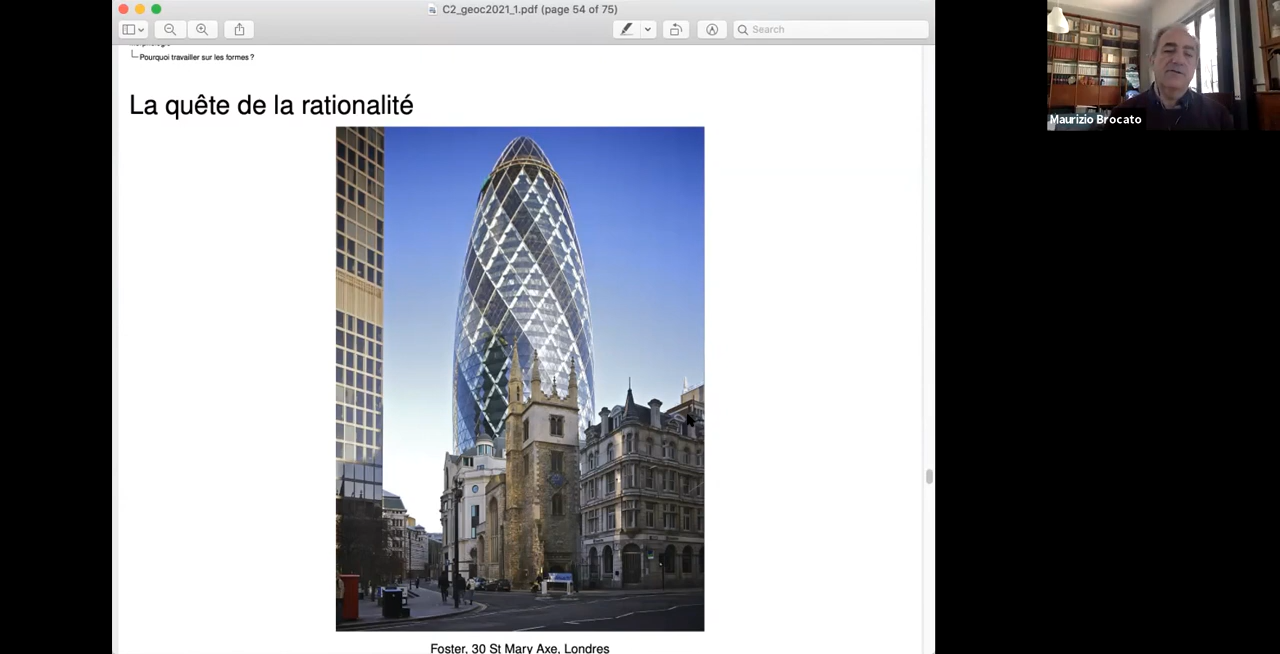 C2_geoc2021_1.pdf (page 54 of 75)
Search
Pourquoi travailler sur les formes ?
La quête de la rationalité
Foster, 30 St Mary Axe, Londres
Maurizio Brocato